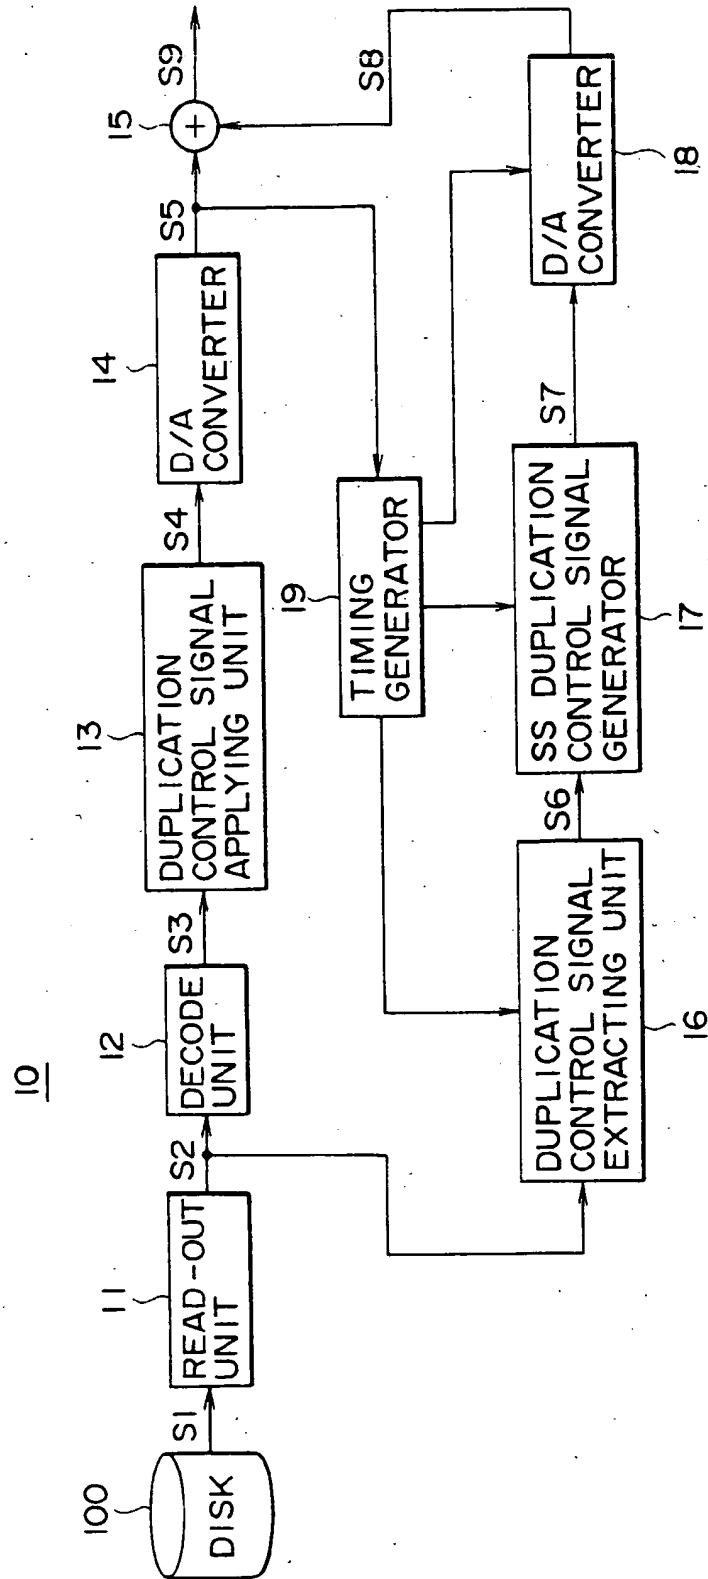 10
100
DISK
S1
11
READ-OUT
UNIT
S2
12
DECODE
UNIT
S3
13
DUPLICATION
CONTROL SIGNAL
APPLYING UNIT
S4
14
D/A
CONVERTER
S5
15
+
S9
S8
19
TIMING
GENERATOR
DUPLICATION
CONTROL SIGNAL
EXTRACTING UNIT
16
S6
SS DUPLICATION
CONTROL SIGNAL
GENERATOR
17
S7
D/A
CONVERTER
18